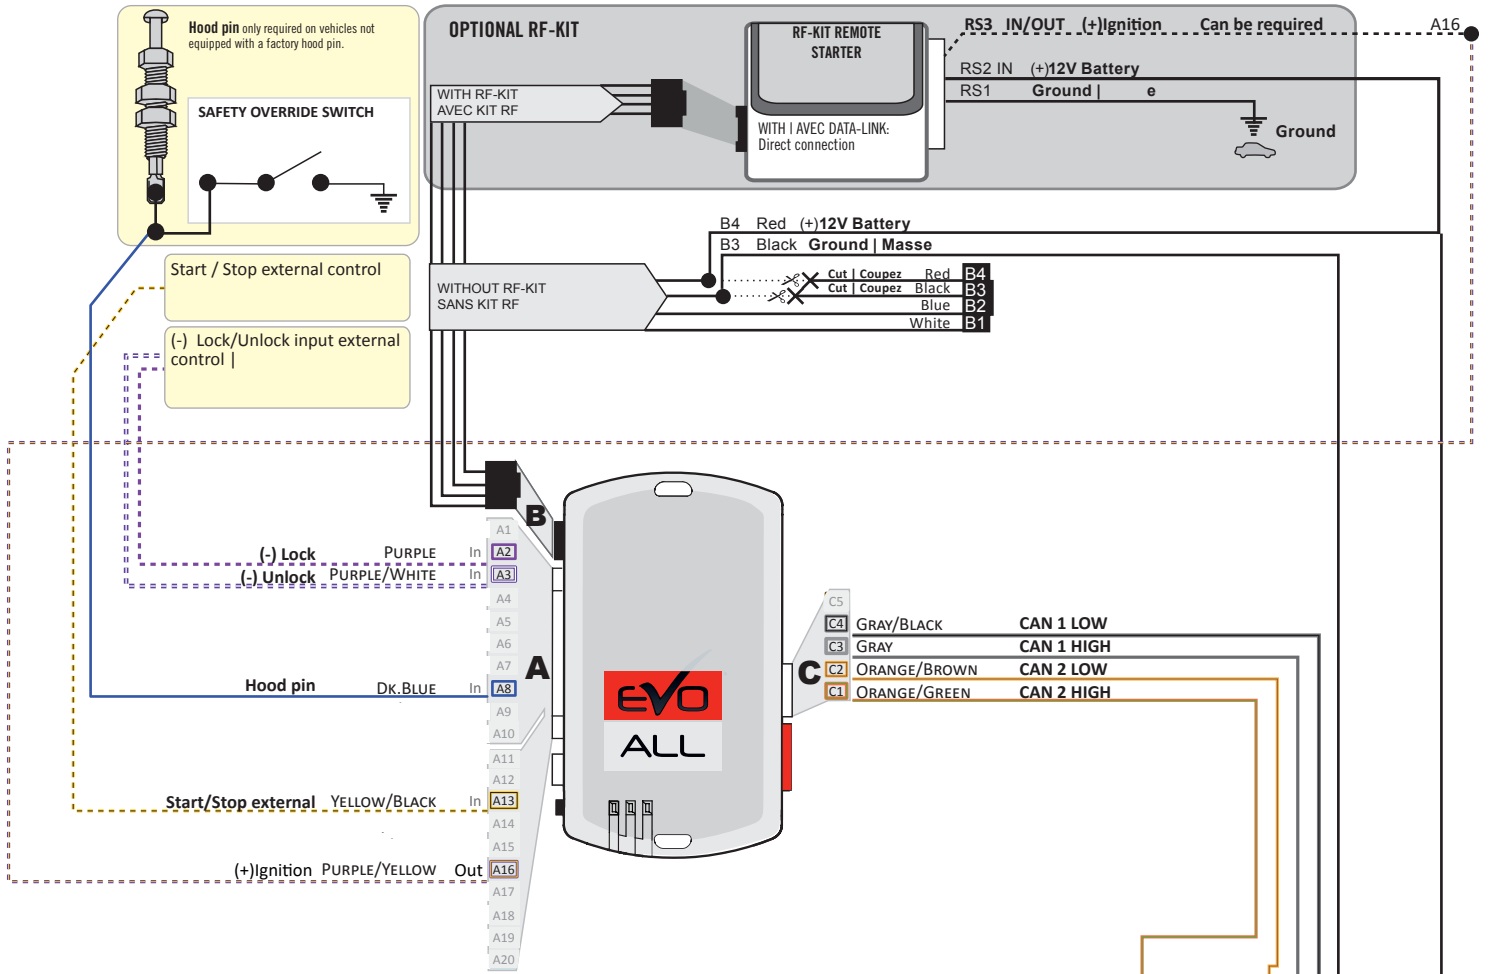 Hood pin only required on vehicles not
equipped with a factory hood pin.
SAFETY OVERRIDE SWITCH
OPTIONAL RF-KIT
RF-KIT REMOTE
STARTER
RS3 IN/OUT (+)Ignition Can be required A16
RS2 IN (+)12V Battery
RS1 Ground | e
Ground
WITH RF-KIT
AVEC KIT RF
WITH | AVEC DATA-LINK:
Direct connection
B4 Red (+)12V Battery
B3 Black Ground | Masse
Start / Stop external control
WITHOUT RF-KIT
SANS KIT RF
Cut | Coupez Red B4
Cut | Coupez Black B3
Blue B2
White B1
(-) Lock/Unlock input external
control |
B
A1
(-) Lock PURPLE In A2
(-) Unlock PURPLE/WHITE In A3
A4
A5
A6
A7
A
Hood pin DK.BLUE In A8
A9
A10
A11
A12
Start/Stop external YELLOW/BLACK In A13
A14
A15
(+)Ignition PURPLE/YELLOW Out A16
A17
A18
A19
A20
EVO
ALL
C
C5
C4 GRAY/BLACK CAN 1 LOW
C3 GRAY CAN 1 HIGH
C2 ORANGE/BROWN CAN 2 LOW
C1 ORANGE/GREEN CAN 2 HIGH